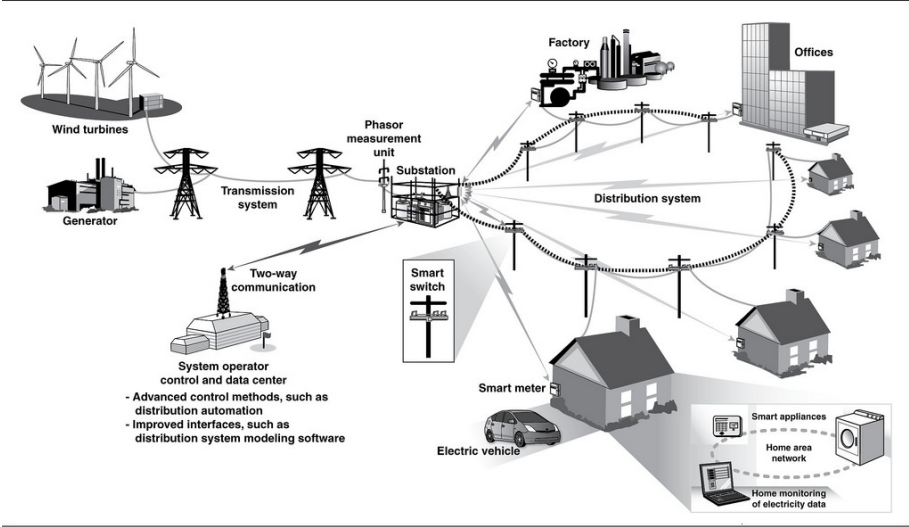 Factory
Offices
Wind turbines
Phasor
measurement
unit
Substation
Transmission
system
Generator
Distribution system
Two-way
communication
Smart
switch
System operator
control and data center
- Advanced control methods, such as
distribution automation
- Improved interfaces, such as
distribution system modeling software
Smart meter
Electric vehicle
Smart appliances
Home area
network
Home monitoring
of electricity data